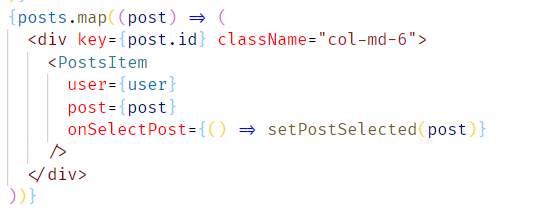 {posts.map((post) => (
<div key={post.id} className="col-md-6">
<PostsItem
user={user}
post={post}
onSelectPost={() => setPostSelected(post)}
/>
</div>
))}